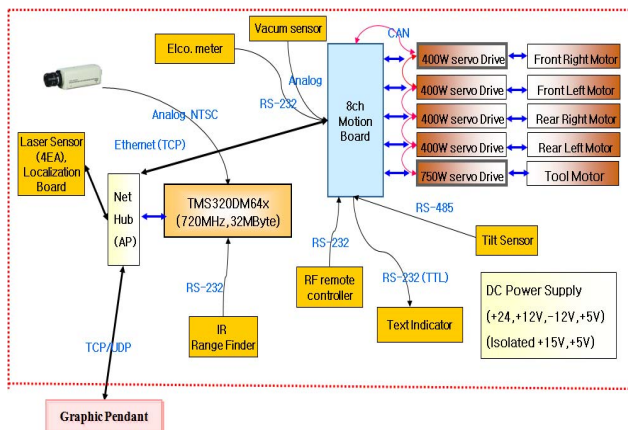 Vacum sensor
Elco. meter
CAN
400W servo Drive
Front Right Motor
Analog
RS-232
8ch
Motion
Board
400W servo Drive
Front Left Motor
Analog NTSC
400W servo Drive
Rear Right Motor
Ethernet (TCP)
Laser Sensor
(4EA),
Localization
Board
400W servo Drive
Rear Left Motor
750W servo Drive
Tool Motor
Net
Hub
(AP)
TMS320DM64x
(720MHz, 32MByte)
RS-485
Tilt Sensor
RS-232
RS-232
RS-232 (TTL)
RF remote
controller
DC Power Supply
(+24,+12V,-12V,+5V)
(Isolated +15V,+5V)
Text Indicator
IR
Range Finder
TCP/UDP
Graphic Pendant